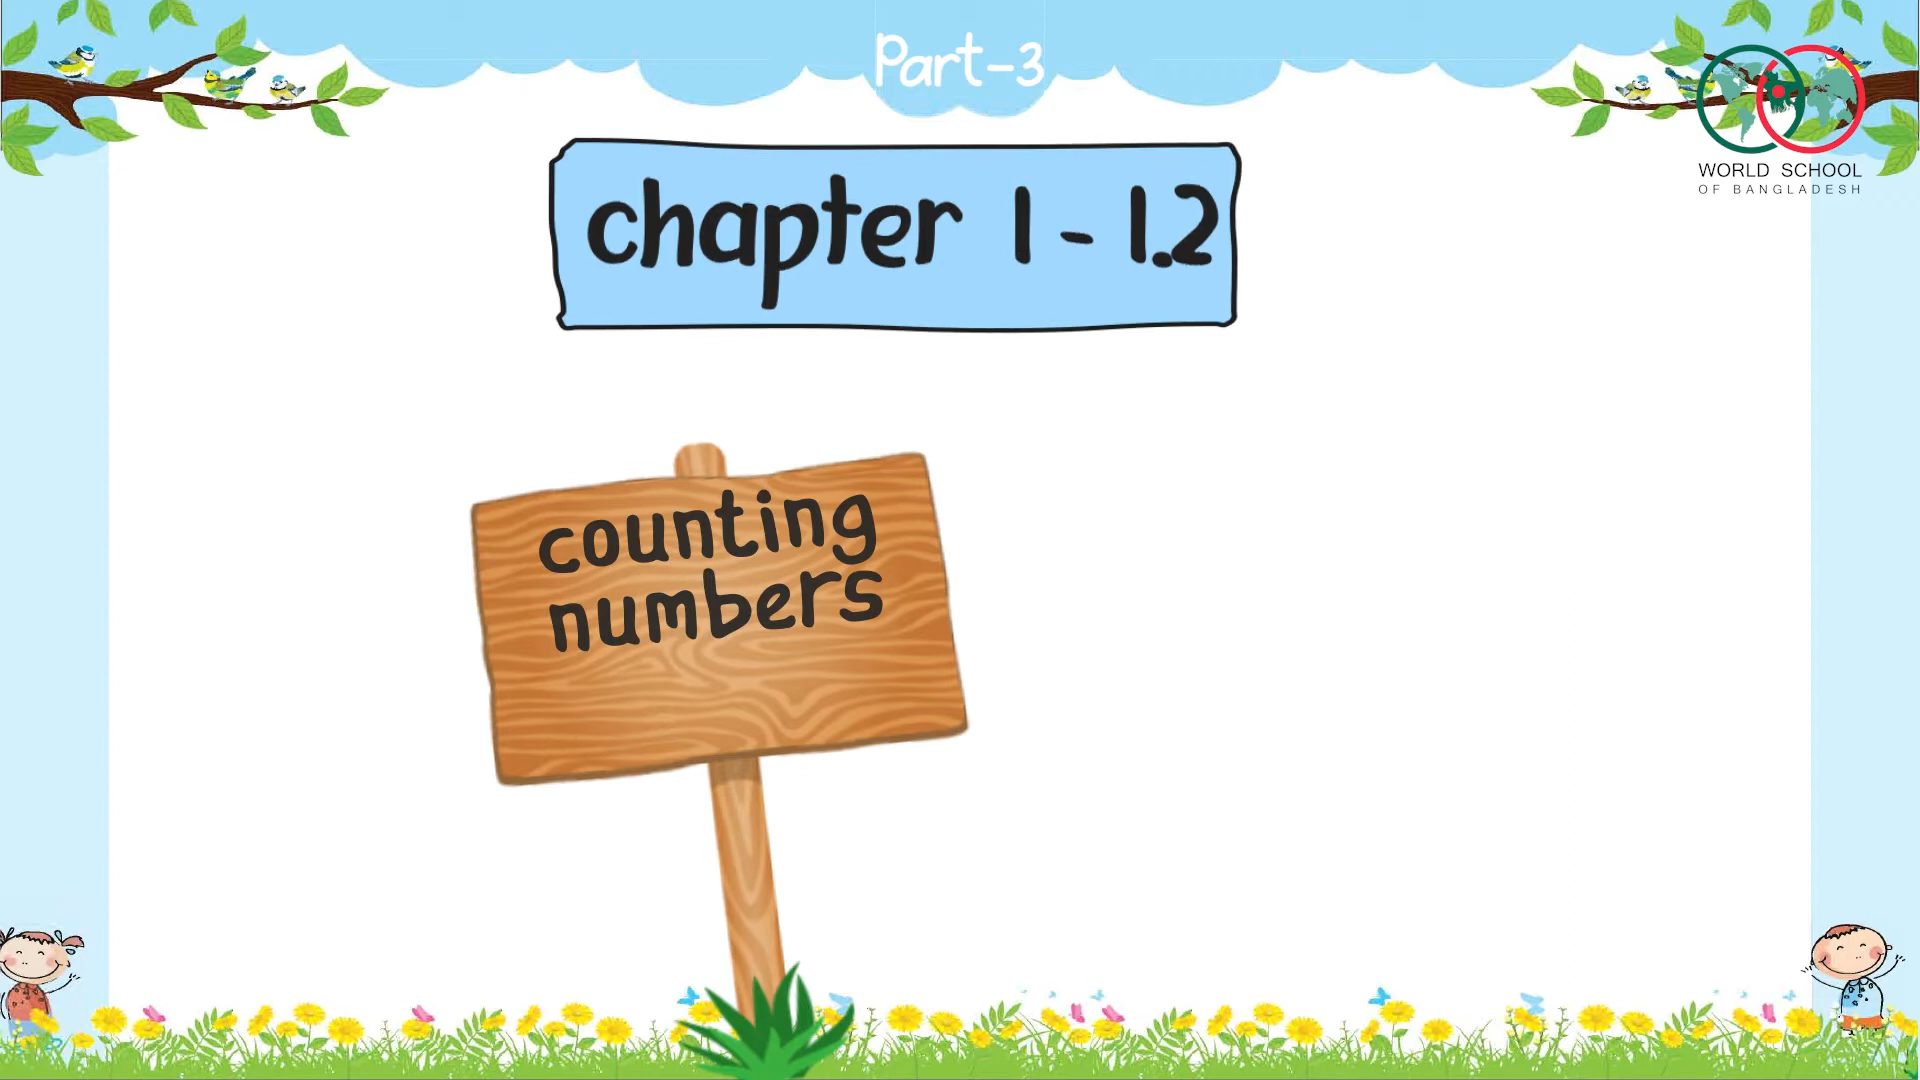 Part-3
chapter 1 - 1.2
WORLD SCHOOL
OF BANGLADESH
counting
numbers